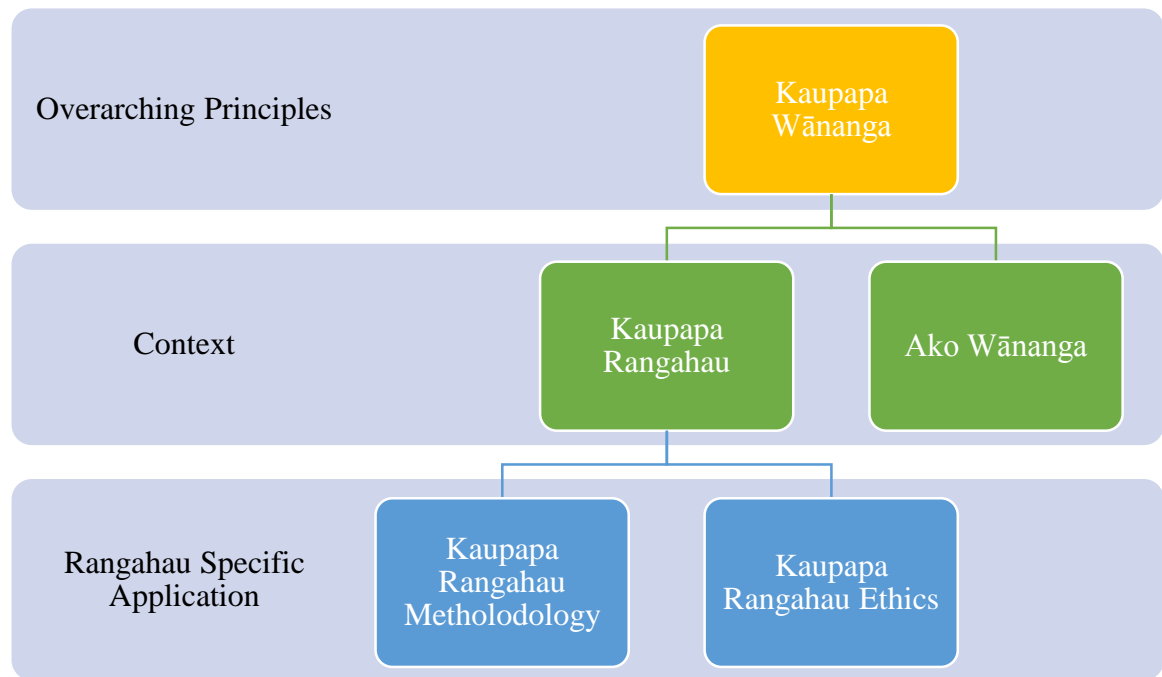 Overarching Principles
Kaupapa
Wānanga
Context
Kaupapa
Rangahau
Ako Wānanga
Rangahau Specific
Application
Kaupapa
Rangahau
Metholodology
Kaupapa
Rangahau Ethics